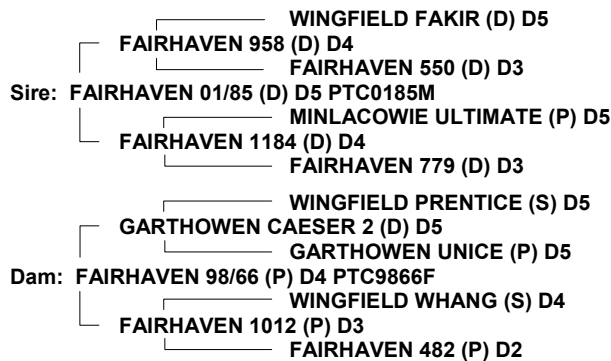 WINGFIELD FAKIR (D) D5
FAIRHAVEN 958 (D) D4
FAIRHAVEN 550 (D) D3
Sire: FAIRHAVEN 01/85 (D) D5 PTC0185M
MINLACOWIE ULTIMATE (P) D5
FAIRHAVEN 1184 (D) D4
FAIRHAVEN 779 (D) D3
WINGFIELD PRENTICE (S) D5
GARTHOWEN CAESER 2 (D) D5
GARTHOWEN UNICE (P) D5
Dam: FAIRHAVEN 98/66 (P) D4 PTC9866F
WINGFIELD WHANG (S) D4
FAIRHAVEN 1012 (P) D3
FAIRHAVEN 482 (P) D2